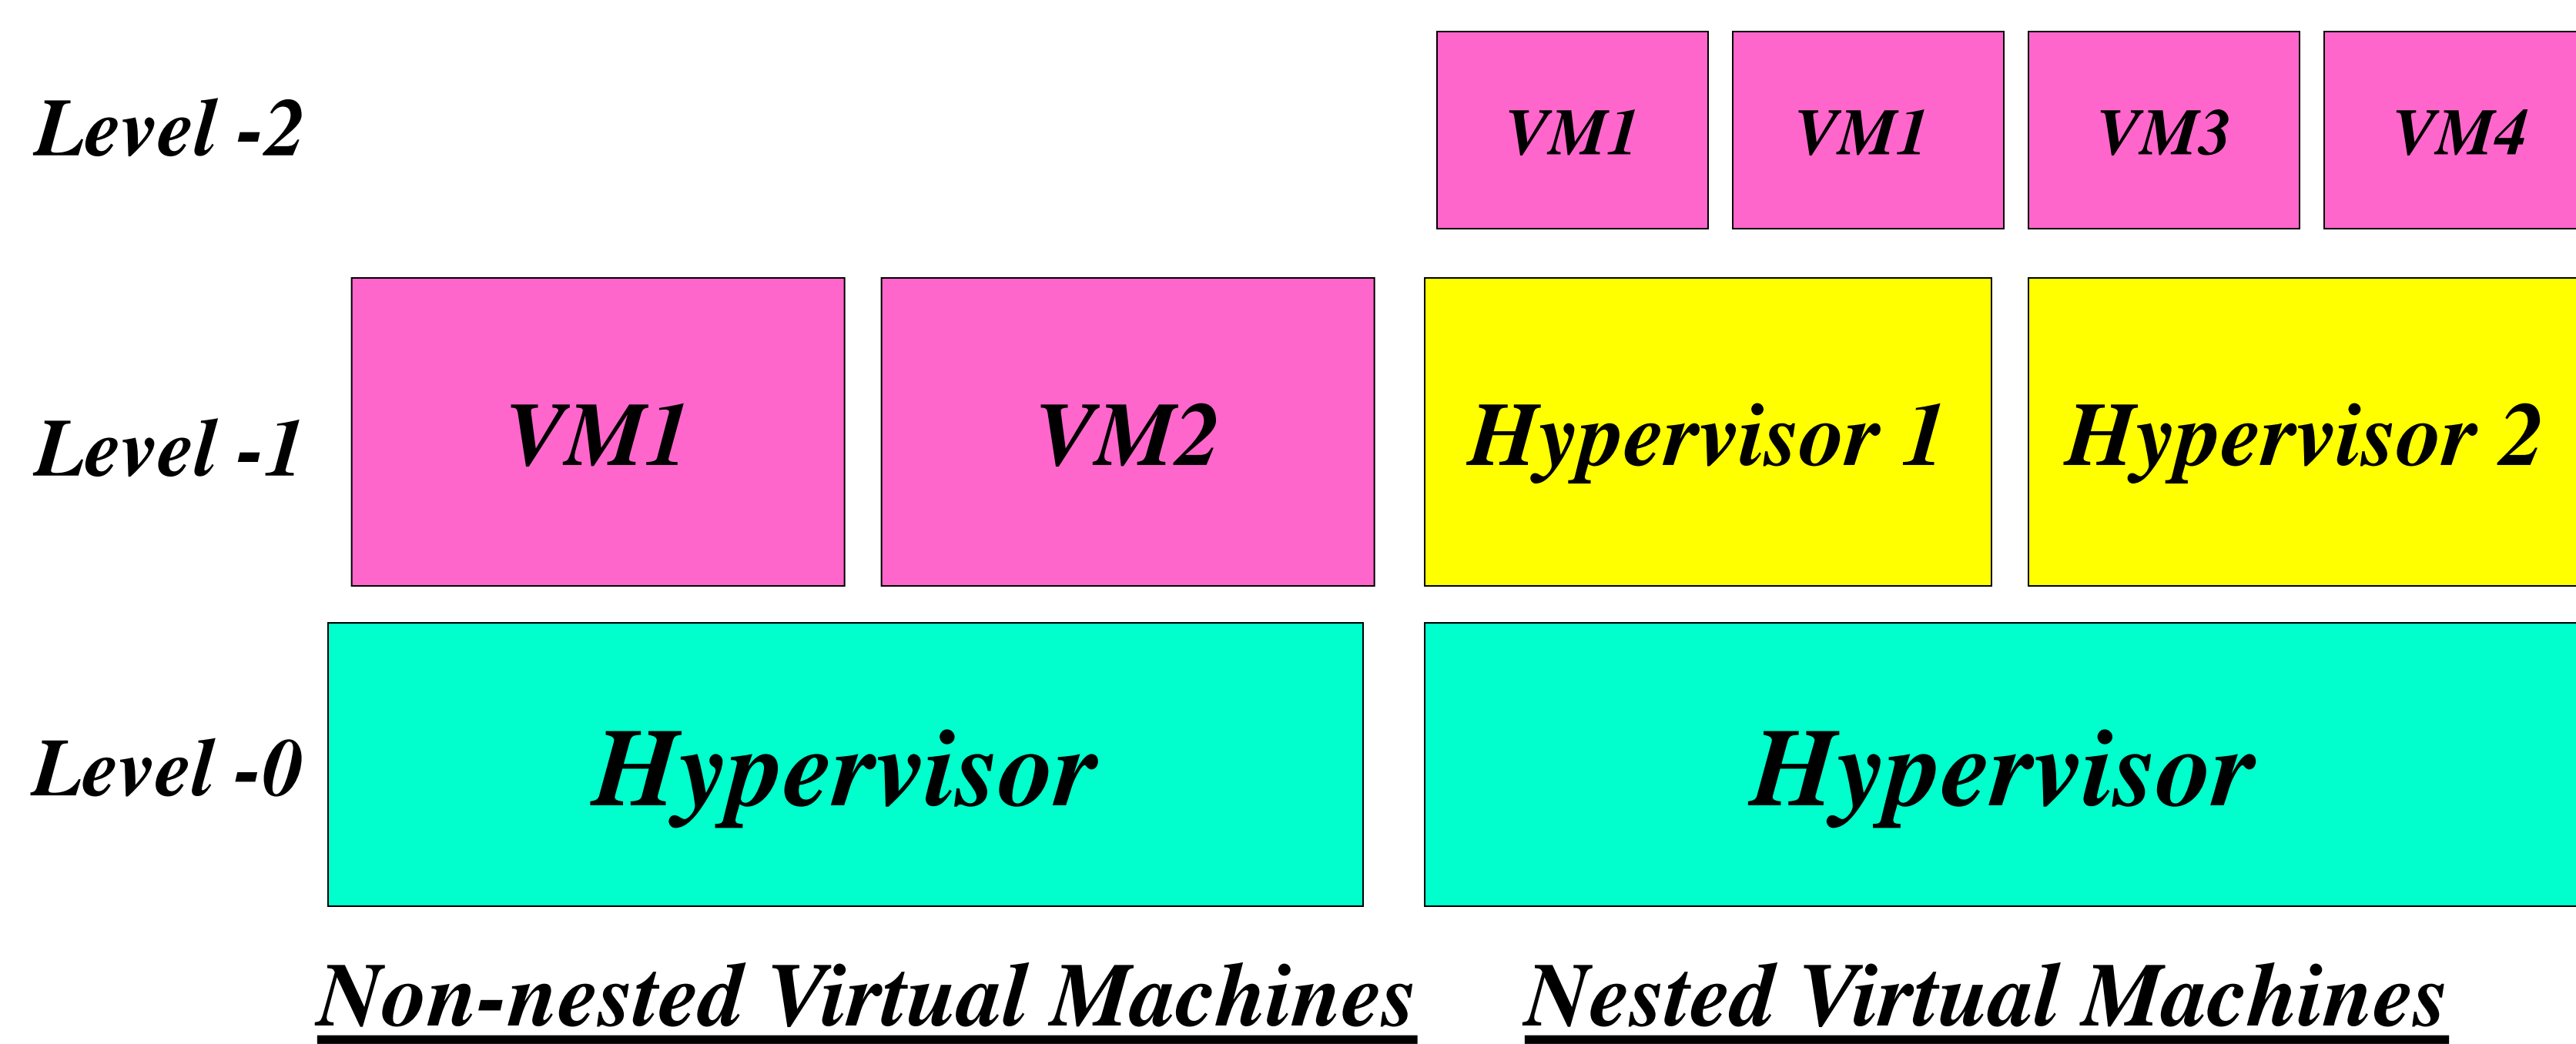 Level -2
VM1 VM1 VM3 VM4
Level -1
VM1 VM2 Hypervisor 1 Hypervisor 2
Level -0
Hypervisor Hypervisor
Non-nested Virtual Machines Nested Virtual Machines